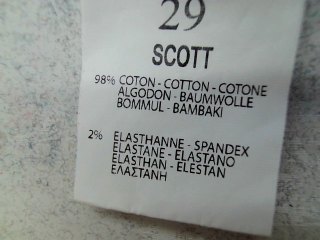 29
SCOTT
98% COTON - COTTON - COTONE
ALGODON - BAUMWOLLE
BOMMUL - BAMBAKI
2% ELASTHANNE - SPANDEX
ELASTANE - ELASTANO
ELASTHAN - ELESTAN
ΕΛΑΣΤΑΝΗ